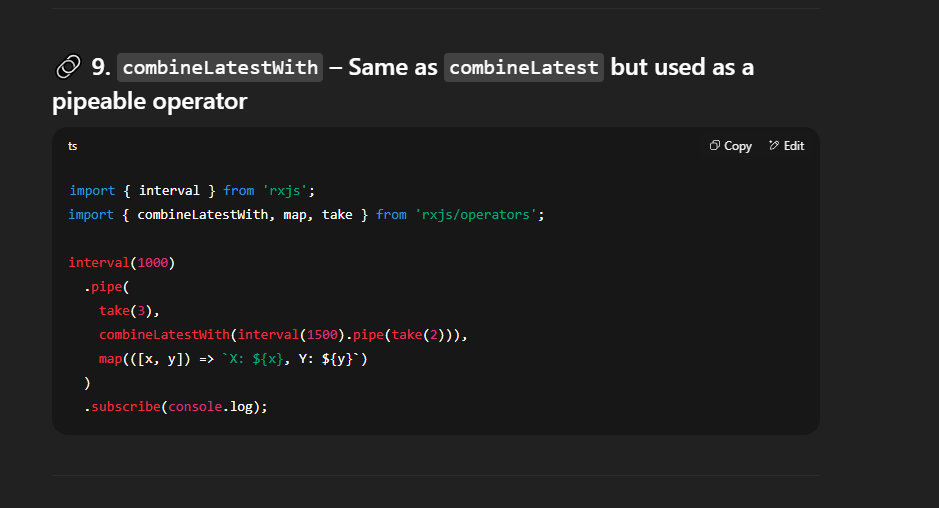 9. combineLatestWith – Same as combineLatest but used as a
pipeable operator
ts
Copy Edit
import { interval } from 'rxjs';
import { combineLatestWith, map, take } from 'rxjs/operators';
interval(1000)
.pipe(
take(3),
combineLatestWith(interval(1500).pipe(take(2))),
map(([x, y]) => `X: ${x}, Y: ${y}`)
)
.subscribe(console.log);